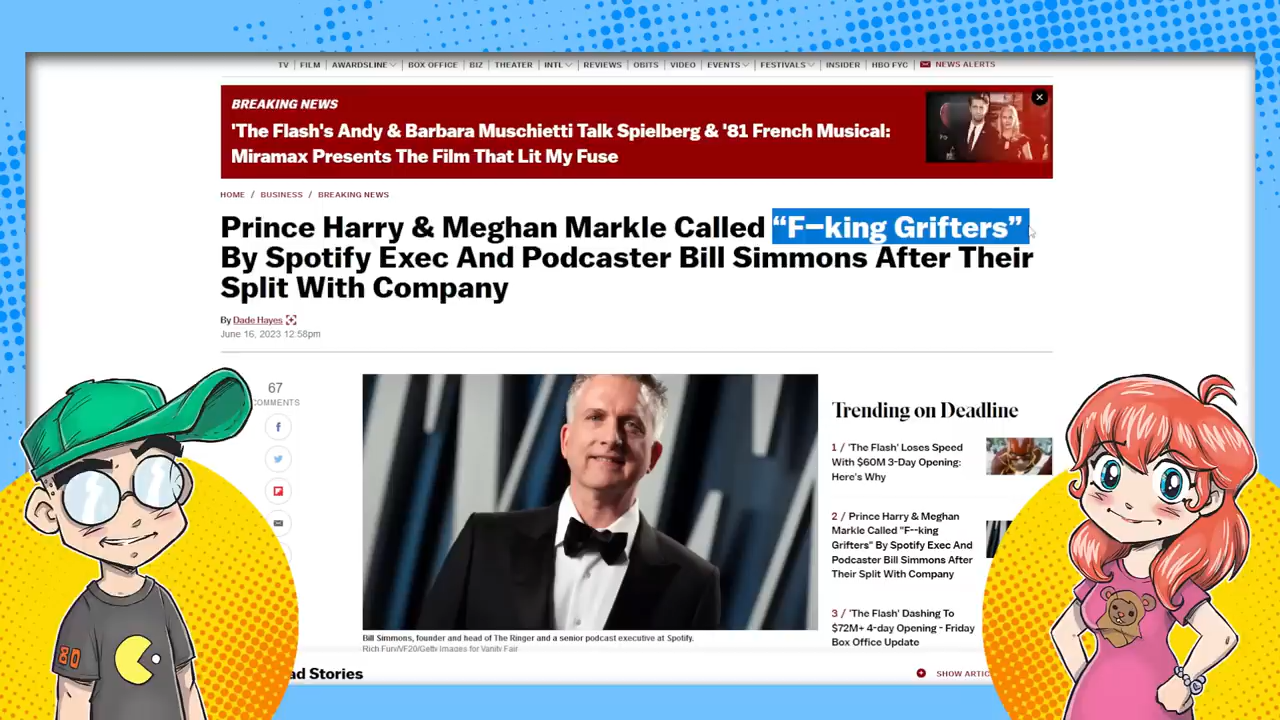 TV | FILM | AWARDSLINE | BOX OFFICE | BIZ | THEATER | INTL | REVIEWS | OBITS | VIDEO | EVENTS | FESTIVALS | INSIDER | HBO FYC | NEWS ALERTS
BREAKING NEWS
'The Flash's Andy & Barbara Muschietti Talk Spielberg & '81 French Musical:
Miramax Presents The Film That Lit My Fuse
HOME / BUSINESS / BREAKING NEWS
Prince Harry & Meghan Markle Called “F—king Grifters”
By Spotify Exec And Podcaster Bill Simmons After Their
Split With Company
By Dade Hayes
June 16, 2023 12:58pm
67
COMMENTS
Bill Simmons, founder and head of The Ringer and a senior podcast executive at Spotify.
Rich Fury/VF20/Getty Images for Vanity Fair
Trending on Deadline
1 / 'The Flash' Loses Speed
With $60M 3-Day Opening:
Here's Why
2 / Prince Harry & Meghan
Markle Called "F--king
Grifters" By Spotify Exec And
Podcaster Bill Simmons After
Their Split With Company
3 / 'The Flash' Dashing To
$72M+ 4-day Opening - Friday
Box Office Update
Stories
SHOW
80